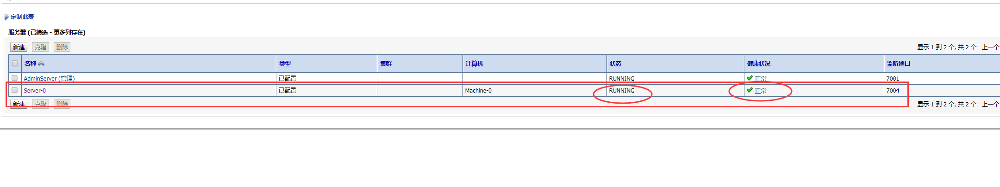 定制此表
服务器 (已筛选 - 更多列存在)
新建 克隆 删除 显示 1 到 2 个, 共 2 个 上一个
名称 类型 集群 计算机 状态 健康状况 监听端口
AdminServer (管理) 已配置 RUNNING 正常 7001
Server-0 已配置 Machine-0 RUNNING 正常 7004
新建 克隆 删除 显示 1 到 2 个, 共 2 个 上一个